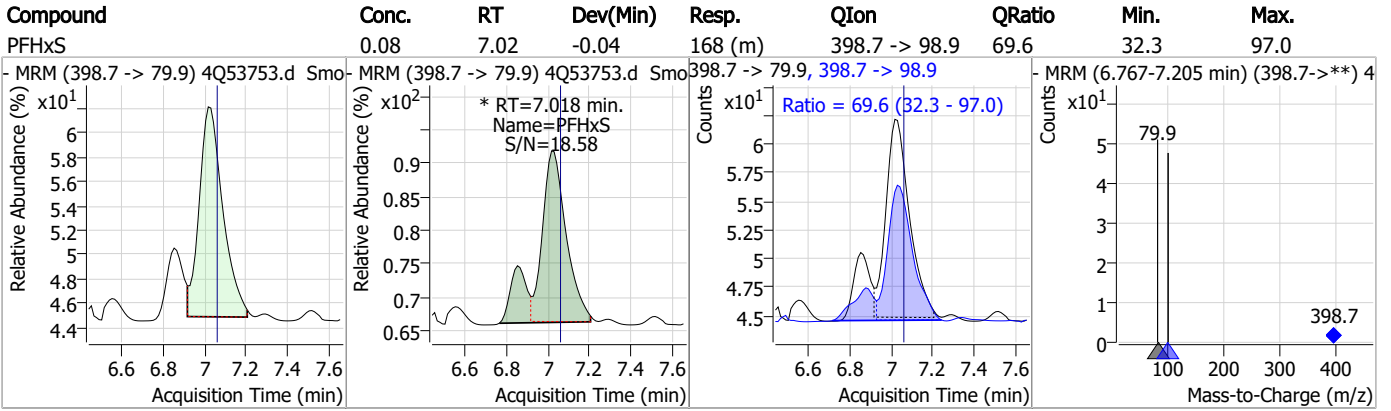 Compound Conc. RT Dev(Min) Resp. QIon QRatio Min. Max.
PFHxS 0.08 7.02 -0.04 168 (m) 398.7 -> 98.9 69.6 32.3 97.0
- MRM (398.7 -> 79.9) 4Q53753.d Smo
Relative Abundance (%)
x10¹
6
5.8
5.6
5.4
5.2
5
4.8
4.6
4.4
6.6 6.8 7 7.2 7.4 7.6
Acquisition Time (min)
- MRM (398.7 -> 79.9) 4Q53753.d Smo
Relative Abundance (%)
x10²
* RT=7.018 min.
Name=PFHxS
S/N=18.58
0.9
0.85
0.8
0.75
0.7
0.65
6.6 6.8 7 7.2 7.4 7.6
Acquisition Time (min)
398.7 -> 79.9, 398.7 -> 98.9
Counts
x10¹
Ratio = 69.6 (32.3 - 97.0)
6
5.75
5.5
5.25
5
4.75
4.5
6.6 6.8 7 7.2 7.4 7.6
Acquisition Time (min)
- MRM (6.767-7.205 min) (398.7->**) 4
Counts
x10¹
79.9
5
4
3
2
1
0
398.7
100 200 300 400
Mass-to-Charge (m/z)